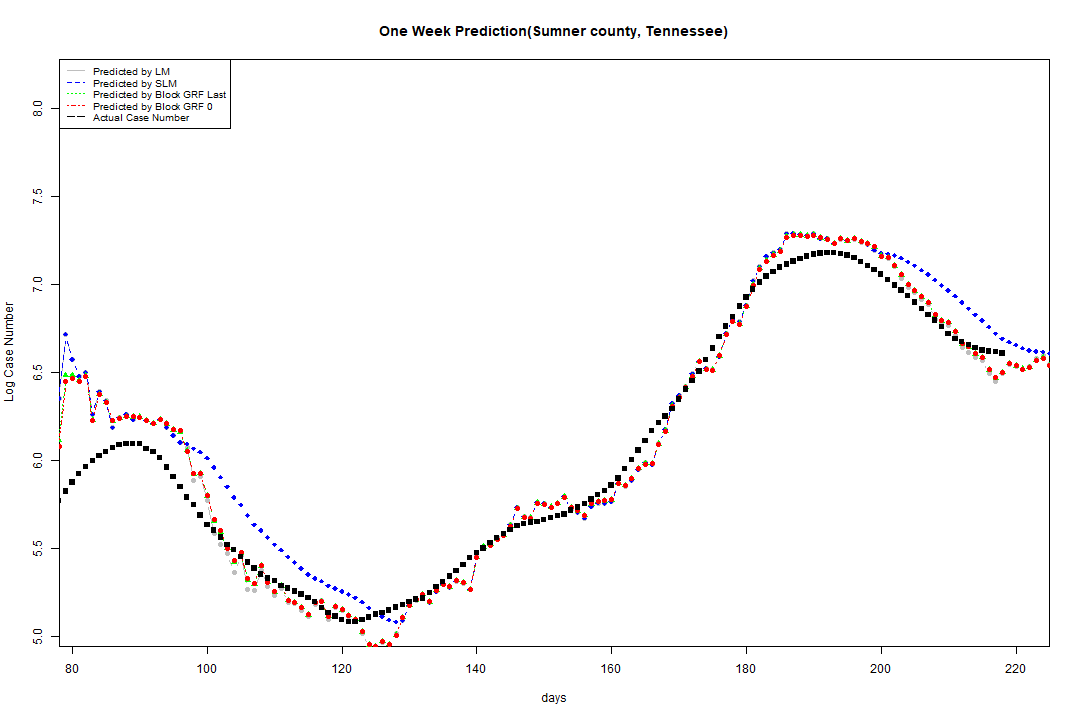 One Week Prediction(Sumner county, Tennessee)
Predicted by LM
Predicted by SLM
Predicted by Block GRF Last
Predicted by Block GRF 0
Actual Case Number
8.0
7.5
7.0
6.5
6.0
5.5
5.0
Log Case Number
80 100 120 140 160 180 200 220
days